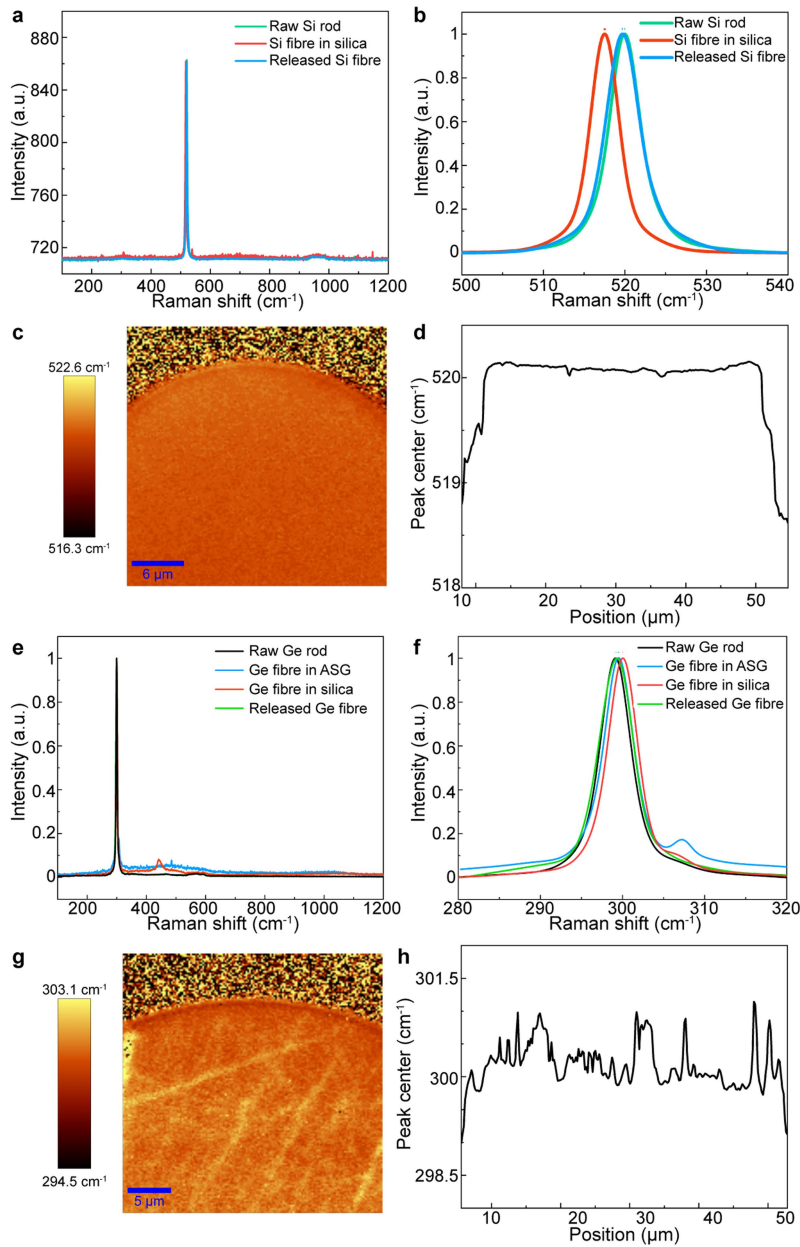 a
Intensity (a.u.)
880
840
800
760
720
Raw Si rod
Si fibre in silica
Released Si fibre
200 400 600 800 1000 1200
Raman shift (cm-1)
b
Intensity (a.u.)
1
0.8
0.6
0.4
0.2
0
Raw Si rod
Si fibre in silica
Released Si fibre
500 510 520 530 540
Raman shift (cm-1)
c
522.6 cm-1
516.3 cm-1
6 µm
d
Peak center (cm-1)
520
519
518
10 20 30 40 50
Position (µm)
e
Intensity (a.u.)
1
0.8
0.6
0.4
0.2
0
Raw Ge rod
Ge fibre in ASG
Ge fibre in silica
Released Ge fibre
200 400 600 800 1000 1200
Raman shift (cm-1)
f
Intensity (a.u.)
1
0.8
0.6
0.4
0.2
0
Raw Ge rod
Ge fibre in ASG
Ge fibre in silica
Released Ge fibre
280 290 300 310 320
Raman shift (cm-1)
g
303.1 cm-1
294.5 cm-1
5 µm
h
Peak center (cm-1)
301.5
300
298.5
10 20 30 40 50
Position (µm)